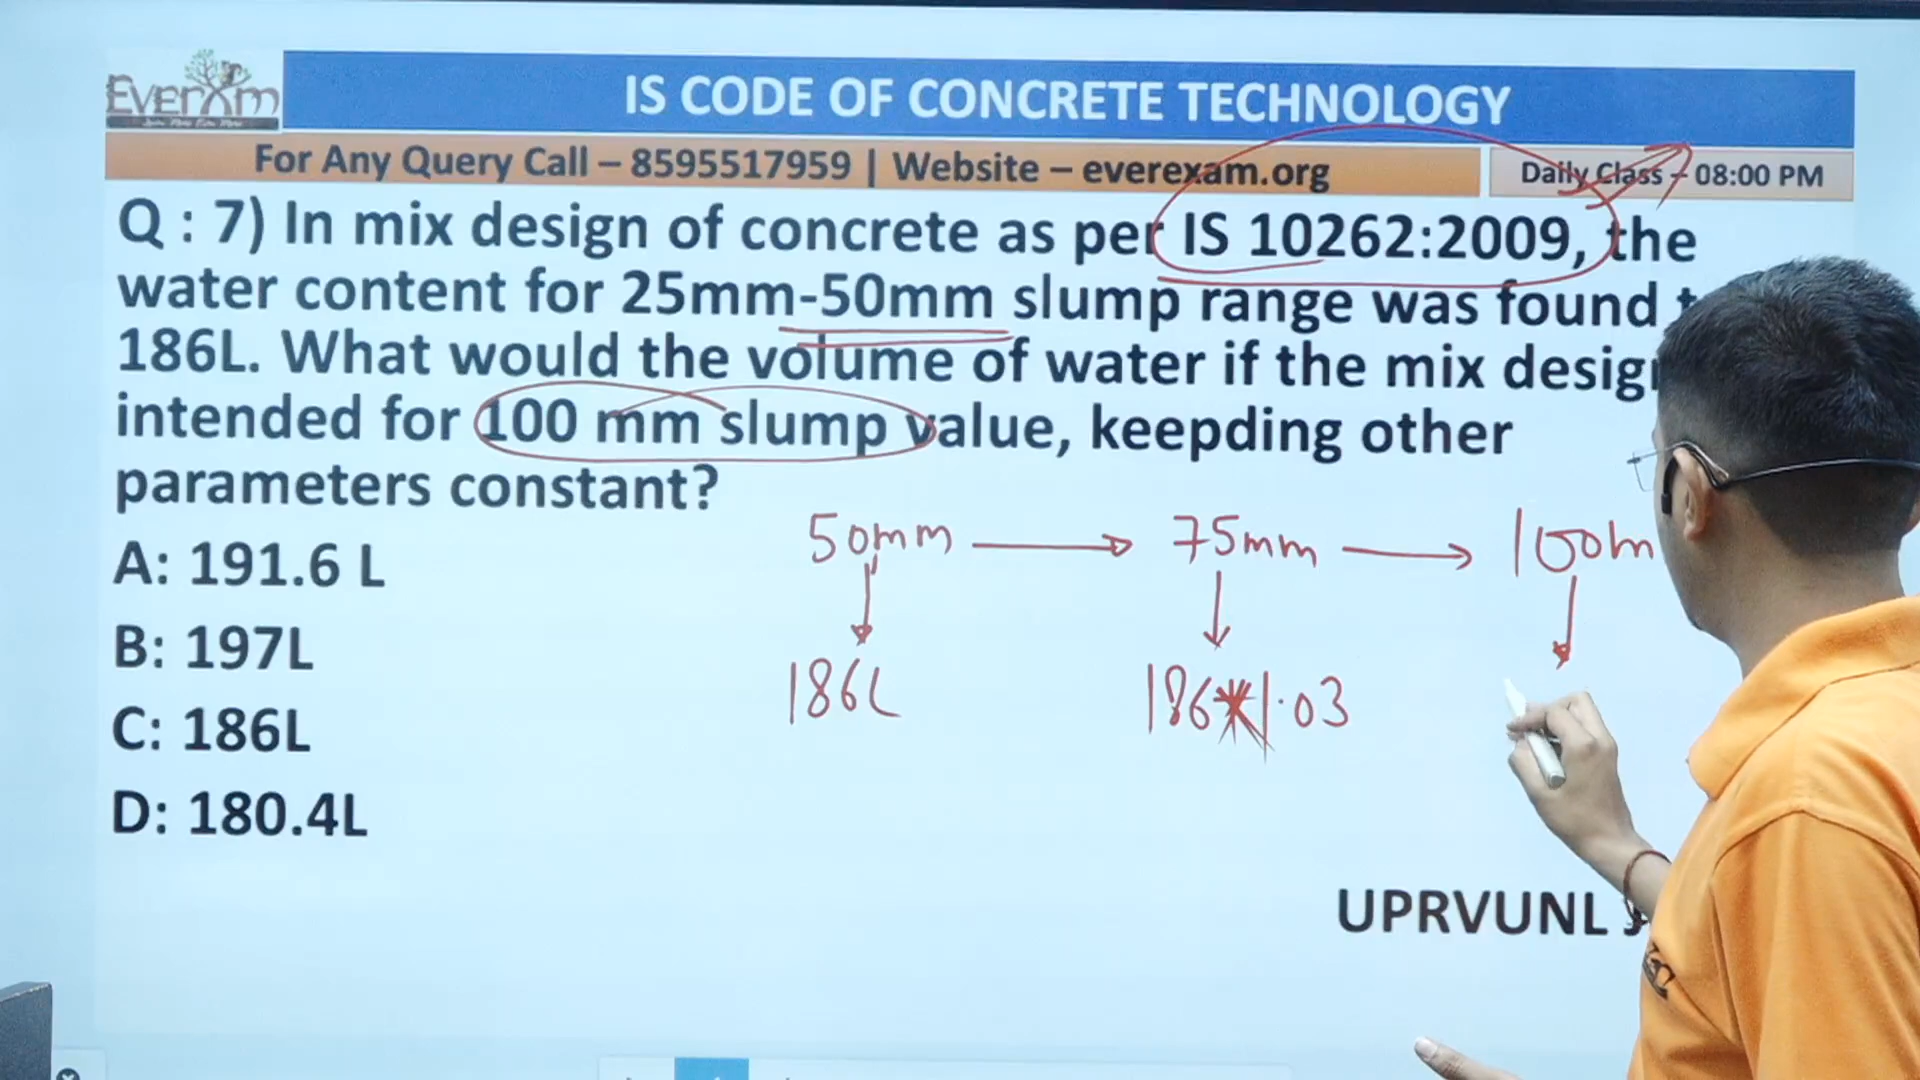 EverExam
IS CODE OF CONCRETE TECHNOLOGY
For Any Query Call – 8595517959 | Website – everexam.org
Daily Class – 08:00 PM
Q : 7) In mix design of concrete as per IS 10262:2009, the
water content for 25mm-50mm slump range was found
186L. What would the volume of water if the mix design
intended for 100 mm slump value, keepding other
parameters constant?
50mm → 75mm → 100m
A: 191.6 L
B: 197L
186L 186*1.03
C: 186L
D: 180.4L
UPRVUNL